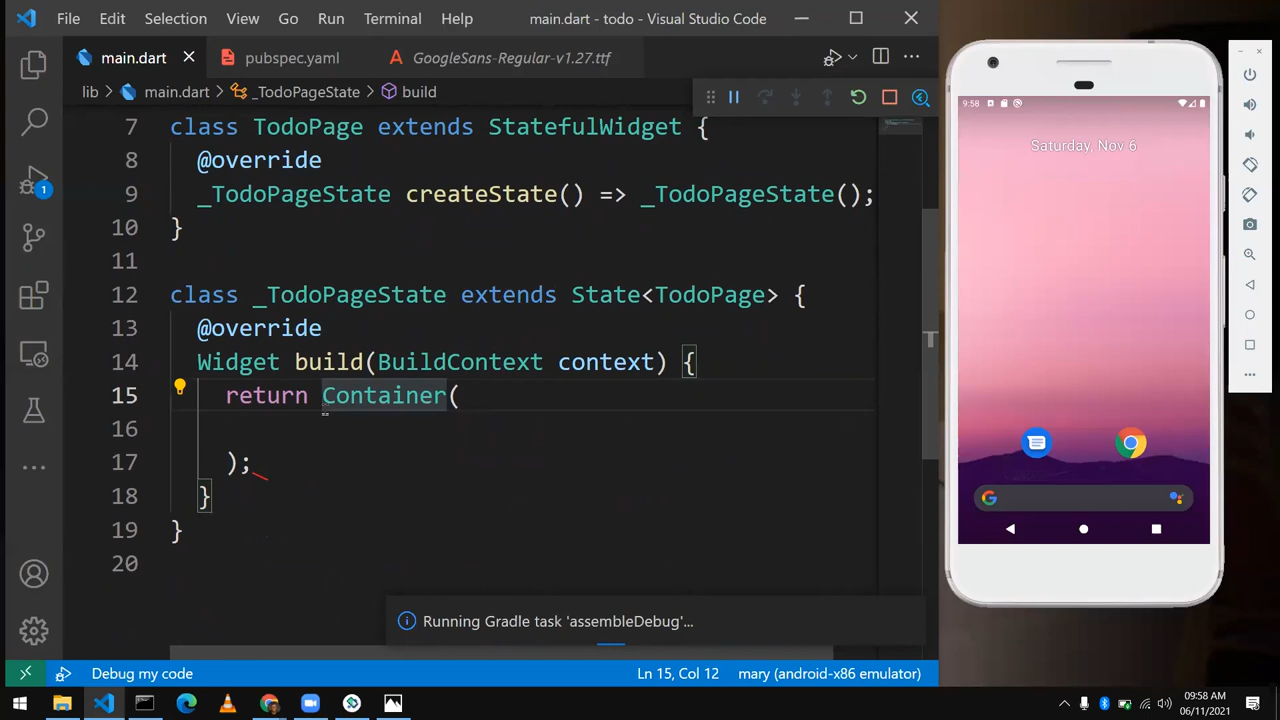 File Edit Selection View Go Run Terminal Help main.dart - todo - Visual Studio Code
main.dart pubspec.yaml A GoogleSans-Regular-v1.27.ttf
lib main.dart _TodoPageState build
7 class TodoPage extends StatefulWidget {
8 @override
9 _TodoPageState createState() => _TodoPageState();
10 }
11
12 class _TodoPageState extends State<TodoPage> {
13 @override
14 Widget build(BuildContext context) {
15 return Container(
16
17 );
18 }
19 }
20
1
Running Gradle task 'assembleDebug'...
Debug my code Ln 15, Col 12 mary (android-x86 emulator)
09:58 AM
06/11/2021
9:58
Saturday, Nov 6